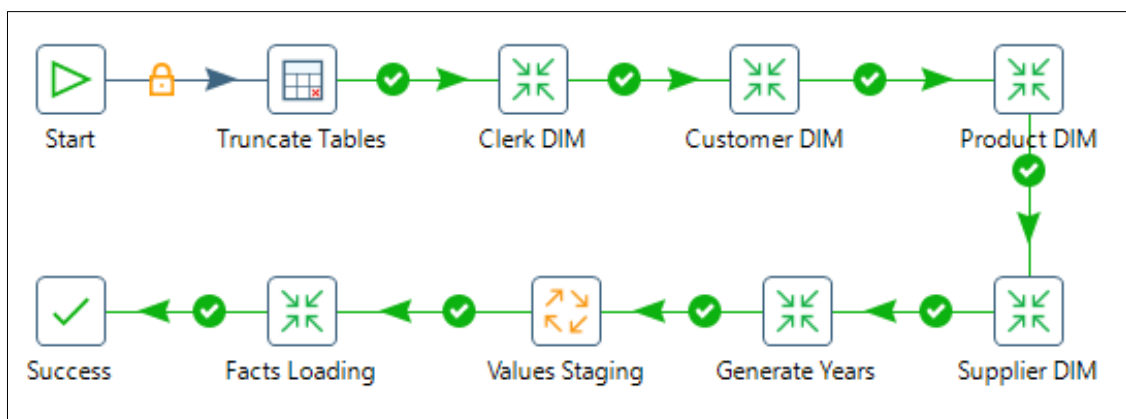 Start
Truncate Tables
Clerk DIM
Customer DIM
Product DIM
Success
Facts Loading
Values Staging
Generate Years
Supplier DIM